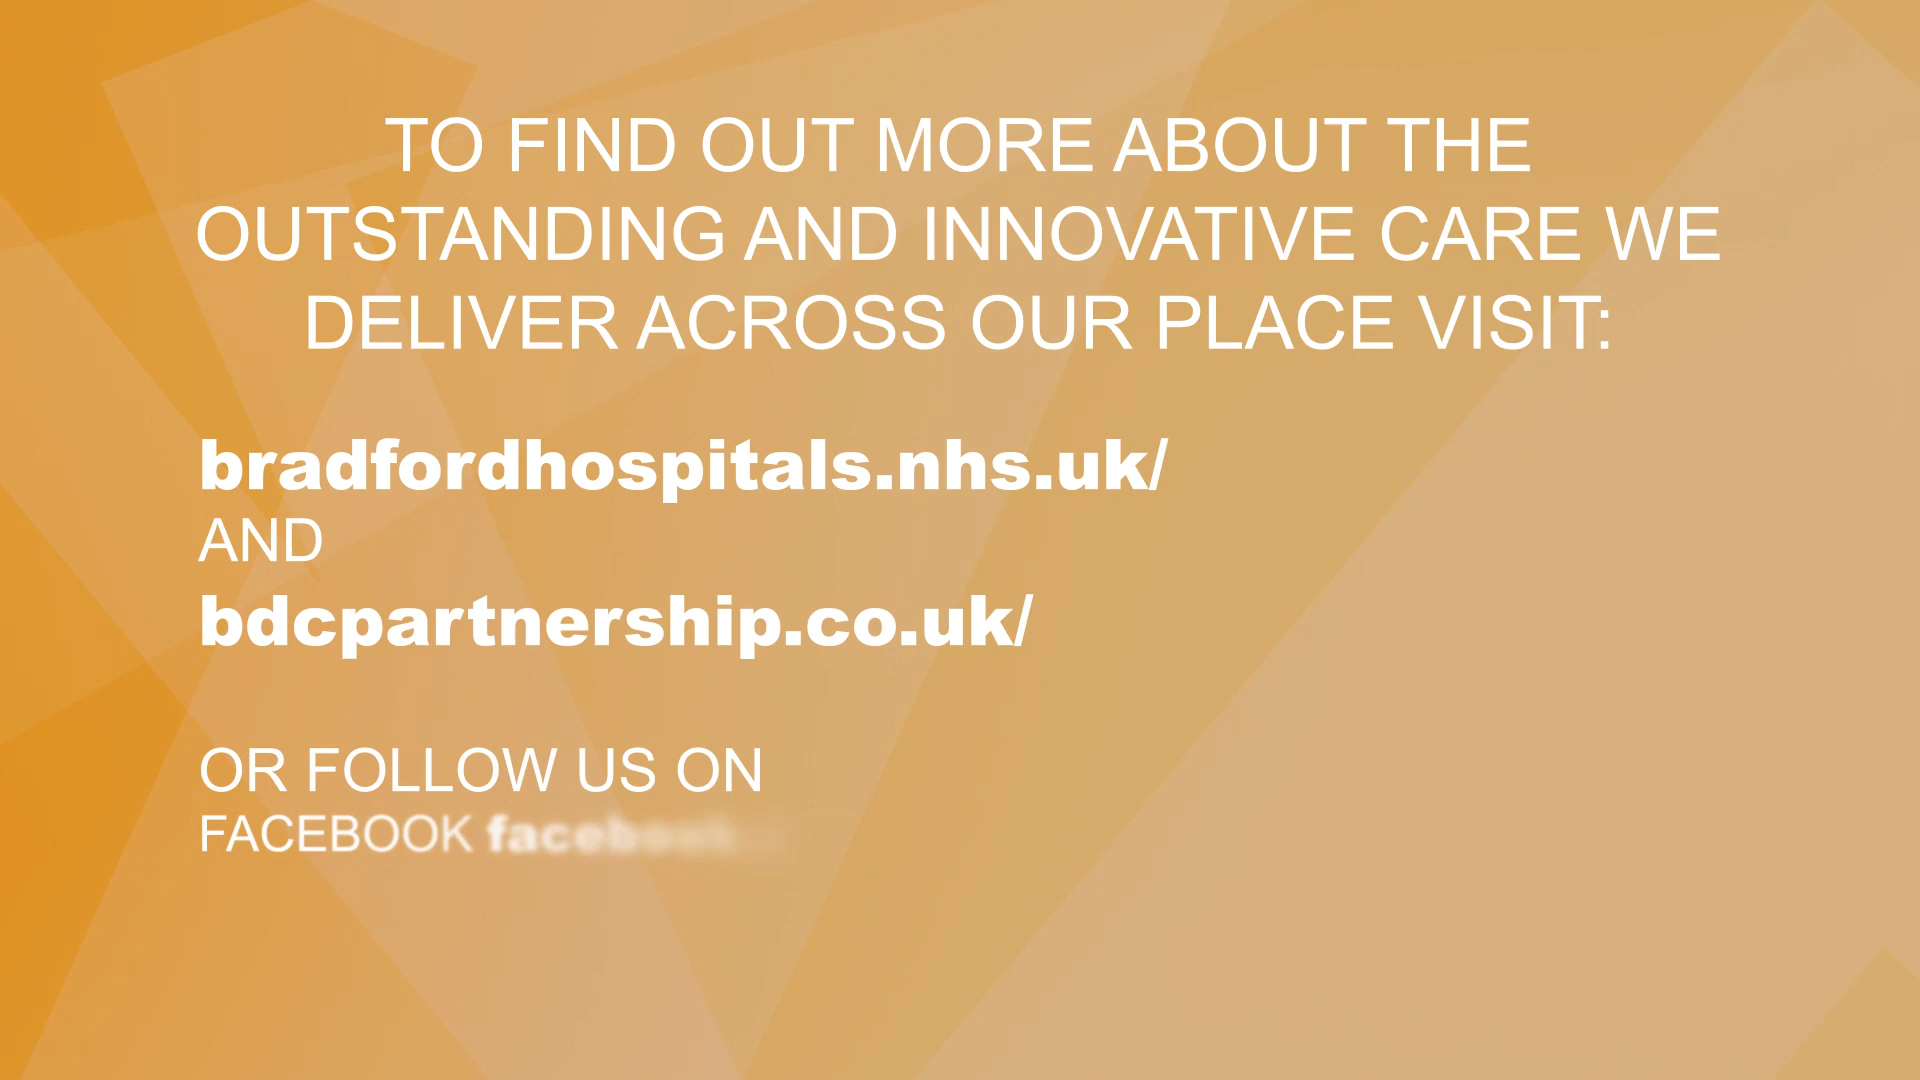 TO FIND OUT MORE ABOUT THE
OUTSTANDING AND INNOVATIVE CARE WE
DELIVER ACROSS OUR PLACE VISIT:
bradfordhospitals.nhs.uk/
AND
bdcpartnership.co.uk/
OR FOLLOW US ON
FACEBOOK facebook